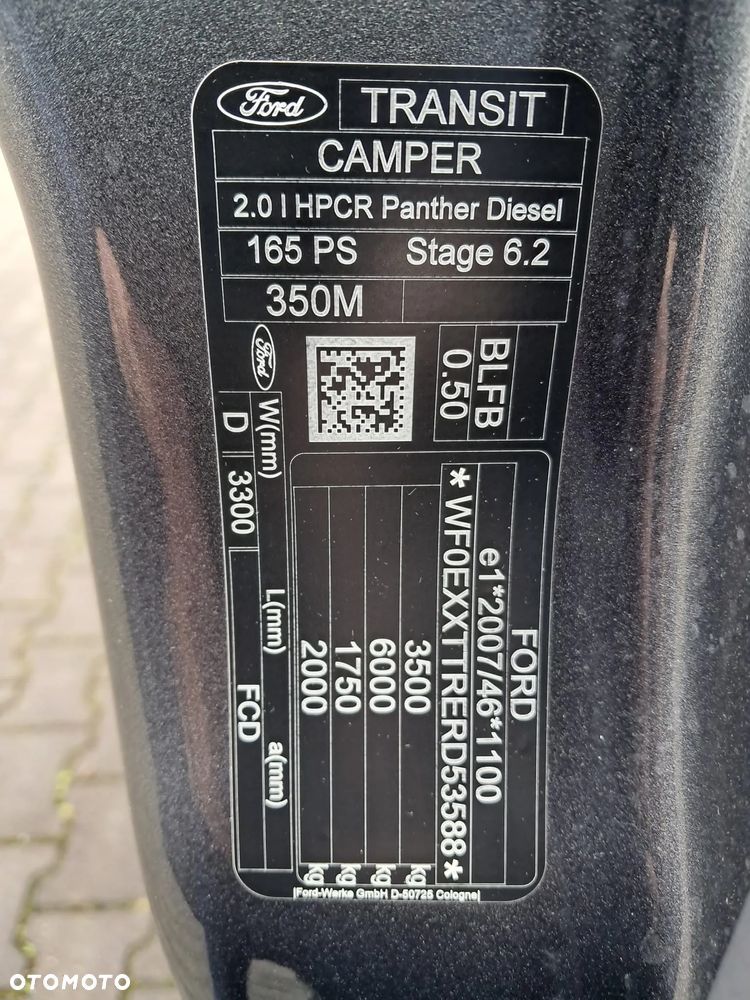 Ford TRANSIT
CAMPER
2.0 l HPCR Panther Diesel
165 PS Stage 6.2
350M
BLFB
0.50
Ford
FORD
e1*2007/46*1100
* WF0EXXTTRERD53588*
3500 kg
6000 kg
1750 kg
2000 kg
W(mm) L(mm) a(mm)
D 3300 FCD
Ford-Werke GmbH D-50725 Cologne
OTOMOTO